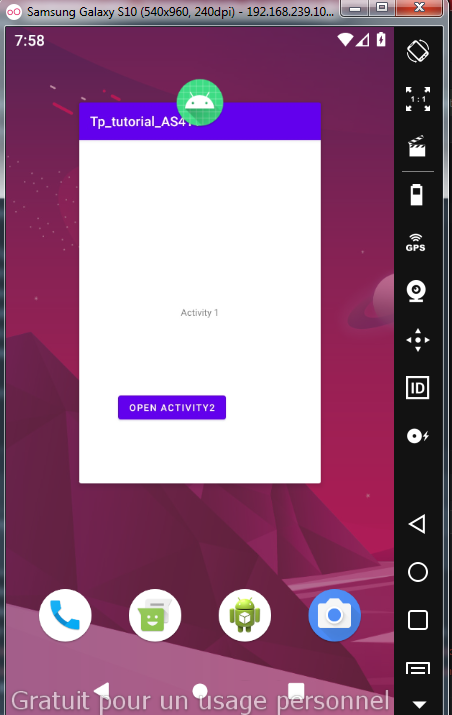 Samsung Galaxy S10 (540x960, 240dpi) - 192.168.239.10...
7:58
1:1
Tp_tutorial_AS41
GPS
Activity 1
ID
OPEN ACTIVITY2
Gratuit pour un usage personnel